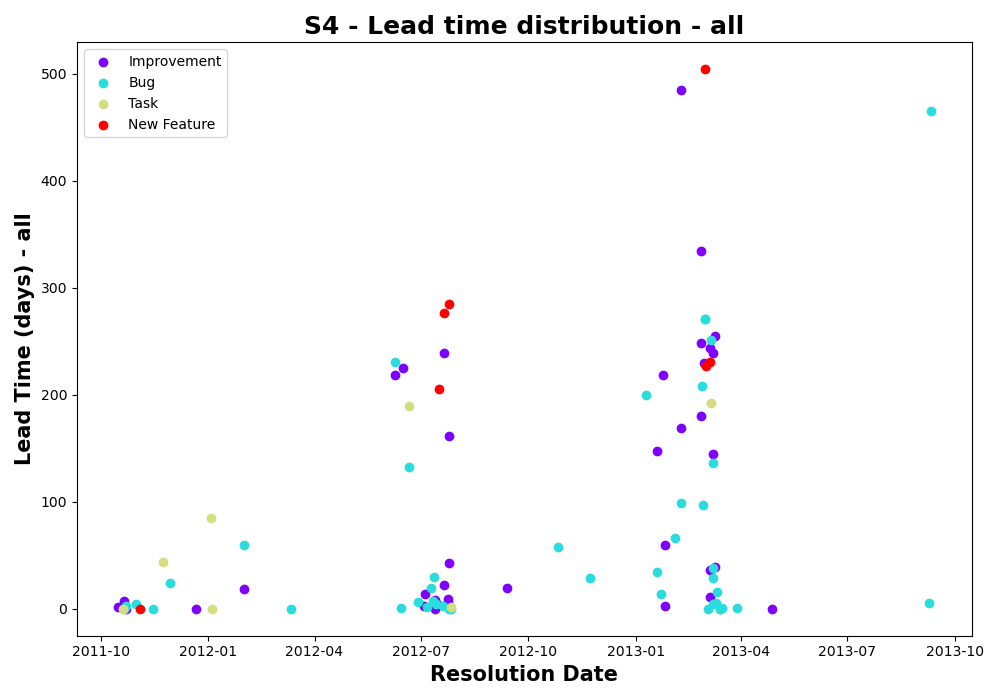 S4 - Lead time distribution - all
Improvement
Bug
Task
New Feature
Lead Time (days) - all
500
400
300
200
100
0
2011-10
2012-01
2012-04
2012-07
2012-10
2013-01
2013-04
2013-07
2013-10
Resolution Date